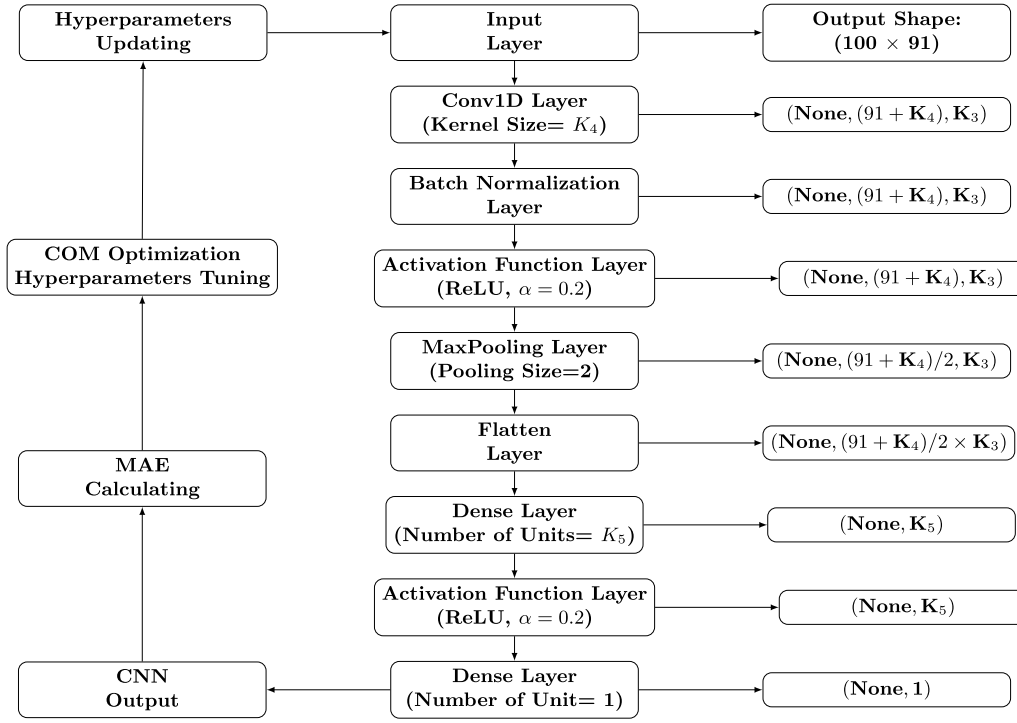 Hyperparameters
Updating
Input
Layer
Output Shape:
(100 × 91)
Conv1D Layer
(Kernel Size= K₄)
(None, (91 + K₄), K₃)
Batch Normalization
Layer
(None, (91 + K₄), K₃)
COM Optimization
Hyperparameters Tuning
Activation Function Layer
(ReLU, α = 0.2)
(None, (91 + K₄), K₃)
MaxPooling Layer
(Pooling Size=2)
(None, (91 + K₄)/2, K₃)
Flatten
Layer
(None, (91 + K₄)/2 × K₃)
MAE
Calculating
Dense Layer
(Number of Units= K₅)
(None, K₅)
Activation Function Layer
(ReLU, α = 0.2)
(None, K₅)
CNN
Output
Dense Layer
(Number of Unit= 1)
(None, 1)